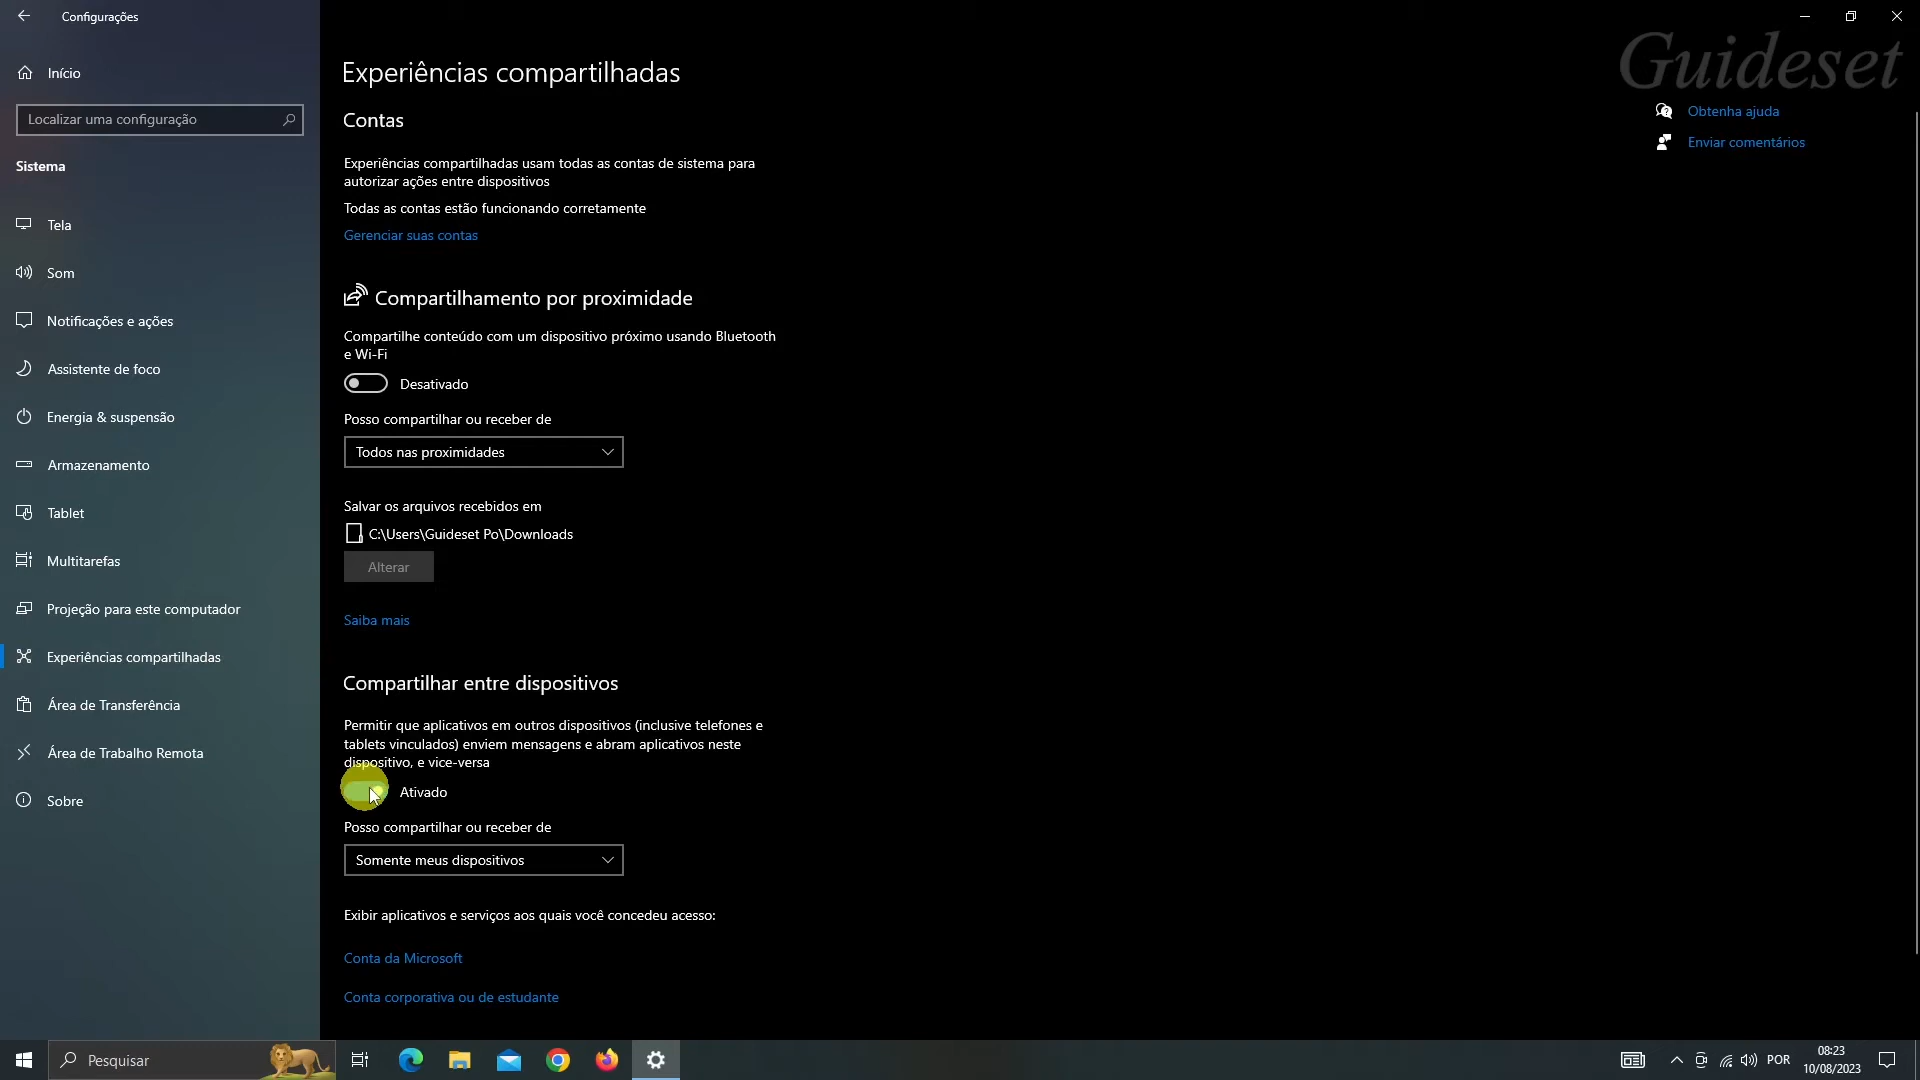 Configurações
Guideset
Início
Localizar uma configuração
Sistema
Tela
Som
Notificações e ações
Assistente de foco
Energia & suspensão
Armazenamento
Tablet
Multitarefas
Projeção para este computador
Experiências compartilhadas
Área de Transferência
Área de Trabalho Remota
Sobre
Experiências compartilhadas
Contas
Experiências compartilhadas usam todas as contas de sistema para
autorizar ações entre dispositivos
Todas as contas estão funcionando corretamente
Gerenciar suas contas
Compartilhamento por proximidade
Compartilhe conteúdo com um dispositivo próximo usando Bluetooth
e Wi-Fi
Desativado
Posso compartilhar ou receber de
Todos nas proximidades
Salvar os arquivos recebidos em
C:\Users\Guideset Po\Downloads
Alterar
Saiba mais
Compartilhar entre dispositivos
Permitir que aplicativos em outros dispositivos (inclusive telefones e
tablets vinculados) enviem mensagens e abram aplicativos neste
dispositivo, e vice-versa
Ativado
Posso compartilhar ou receber de
Somente meus dispositivos
Exibir aplicativos e serviços aos quais você concedeu acesso:
Conta da Microsoft
Conta corporativa ou de estudante
Obtenha ajuda
Enviar comentários
Pesquisar
POR
08:23
10/08/2023